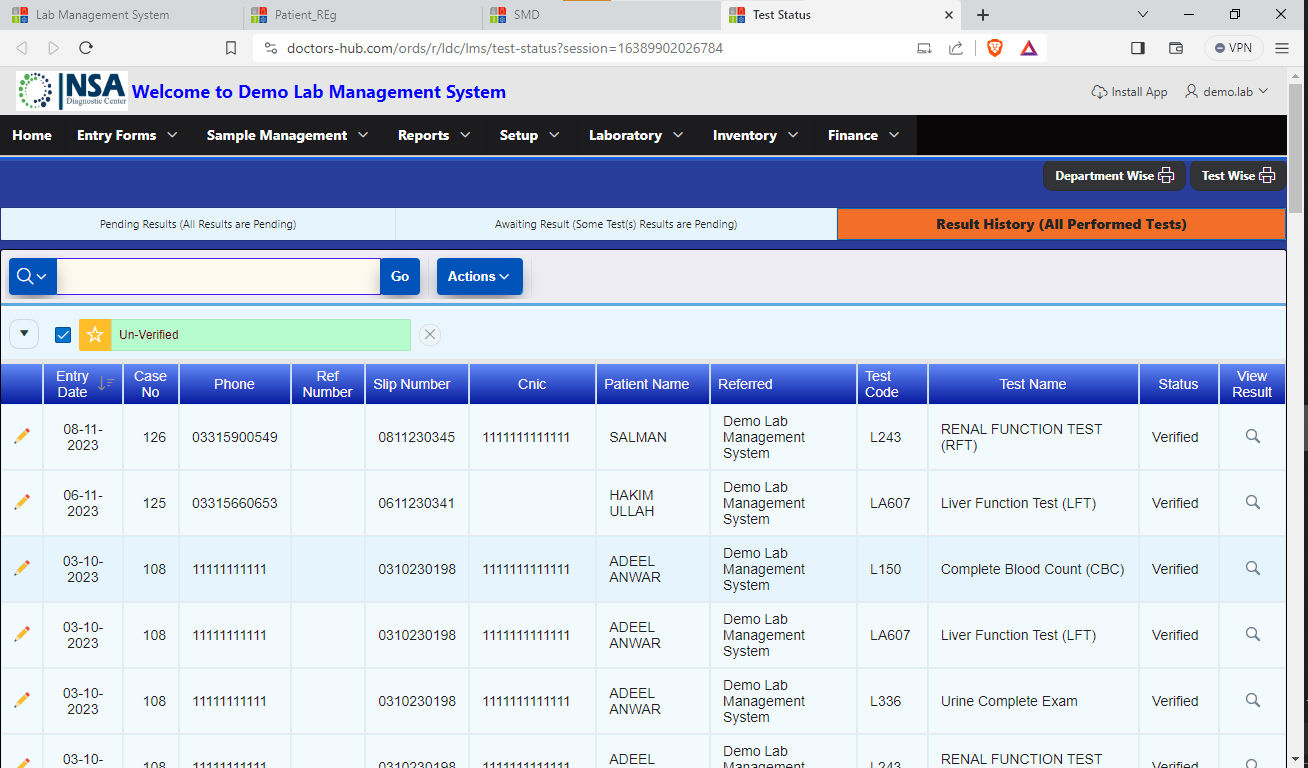 Lab Management System
Patient_REg
SMD
Test Status
doctors-hub.com/ords/r/ldc/lms/test-status?session=16389902026784
VPN
NSA
Diagnostic Center
Welcome to Demo Lab Management System
Install App
demo.lab
Home
Entry Forms
Sample Management
Reports
Setup
Laboratory
Inventory
Finance
Department Wise
Test Wise
Pending Results (All Results are Pending)
Awaiting Result (Some Test(s) Results are Pending)
Result History (All Performed Tests)
Go
Actions
Un-Verified
Entry Date
Case No
Phone
Ref Number
Slip Number
Cnic
Patient Name
Referred
Test Code
Test Name
Status
View Result
08-11-2023 126 03315900549 0811230345 1111111111111 SALMAN Demo Lab Management System L243 RENAL FUNCTION TEST (RFT) Verified
06-11-2023 125 03315660653 0611230341 HAKIM ULLAH Demo Lab Management System LA607 Liver Function Test (LFT) Verified
03-10-2023 108 11111111111 0310230198 1111111111111 ADEEL ANWAR Demo Lab Management System L150 Complete Blood Count (CBC) Verified
03-10-2023 108 11111111111 0310230198 1111111111111 ADEEL ANWAR Demo Lab Management System LA607 Liver Function Test (LFT) Verified
03-10-2023 108 11111111111 0310230198 1111111111111 ADEEL ANWAR Demo Lab Management System L336 Urine Complete Exam Verified
03-10- 108 11111111111 0310230198 1111111111111 ADEEL Demo Lab Management L243 RENAL FUNCTION TEST Verified